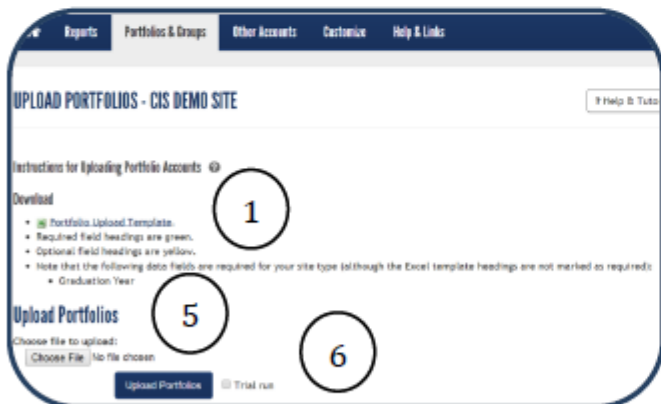 Reports Portfolios & Groups Other Accounts Customize Help & Links
UPLOAD PORTFOLIOS - CIS DEMO SITE
? Help & Tuto
Instructions for Uploading Portfolio Accounts
1
Download
Portfolio Upload Template.
Required field headings are green.
Optional field headings are yellow.
Note that the following data fields are required for your site type (although the Excel template headings are not marked as required):
Graduation Year
5
Upload Portfolios
Choose file to upload:
6
Choose File No file chosen
Upload Portfolios Trial run